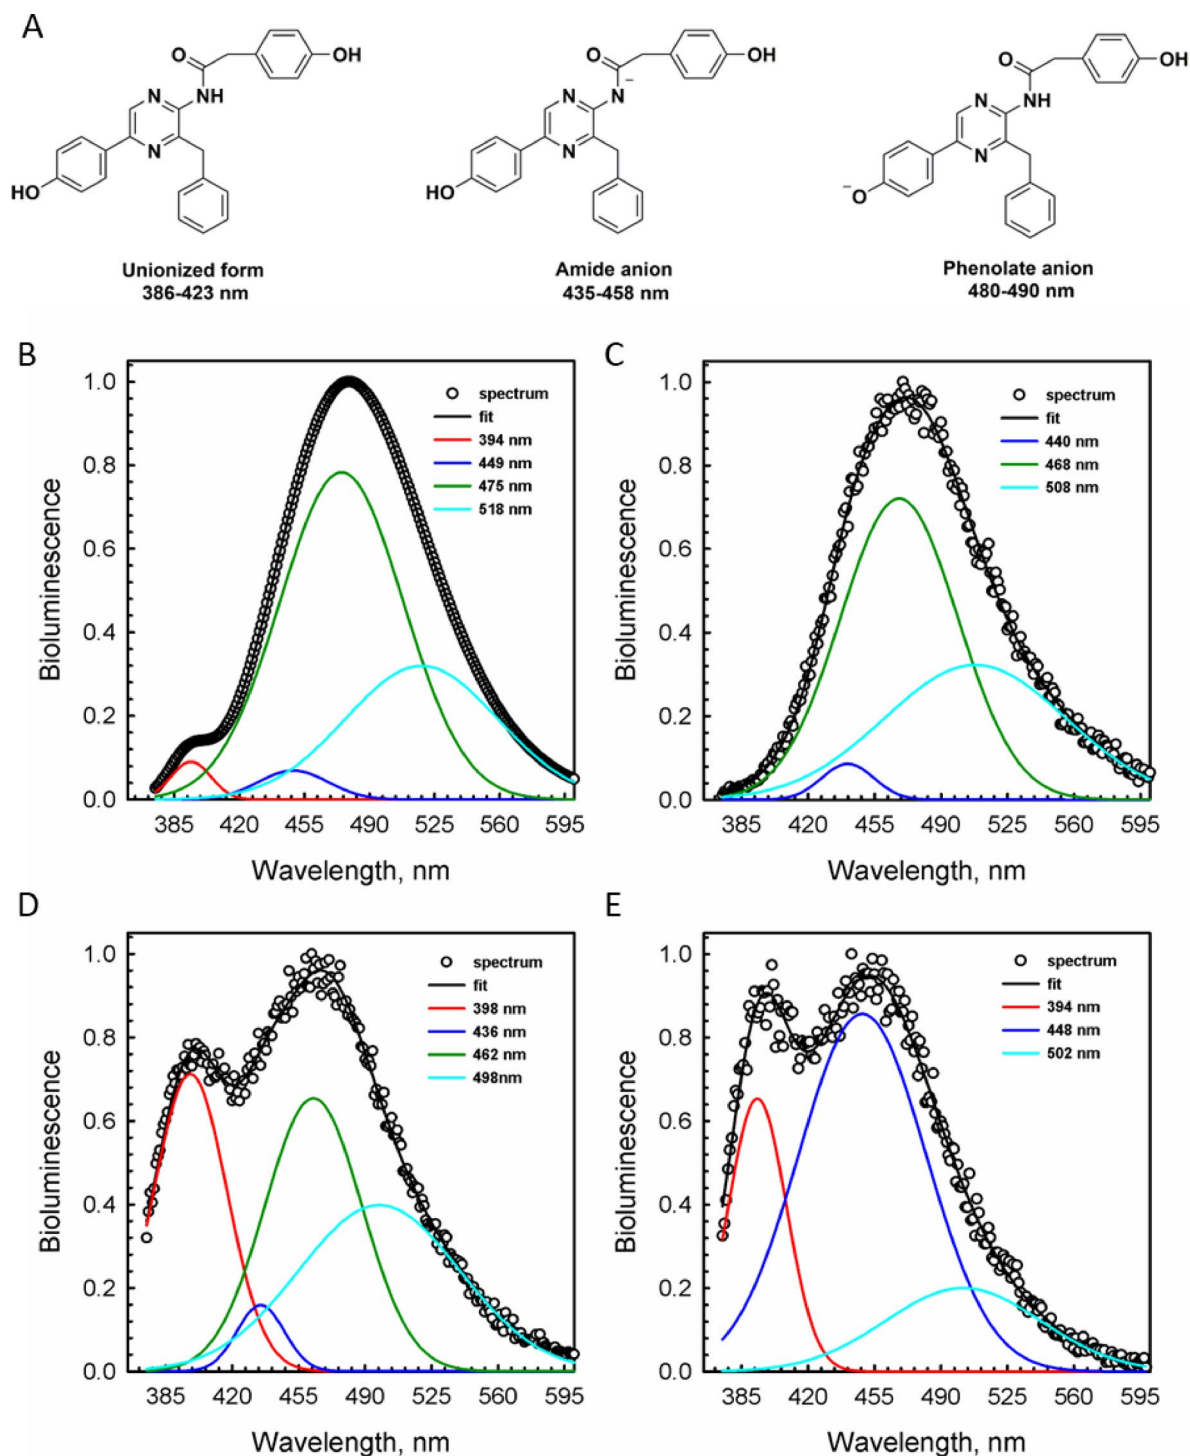 A
O
OH
N
NH
N
HO
Unionized form
386-423 nm
O
OH
N
N
−
N
HO
Amide anion
435-458 nm
O
OH
N
NH
N
−
O
Phenolate anion
480-490 nm
B
1.0
0.8
0.6
0.4
0.2
0.0
Bioluminescence
spectrum
fit
394 nm
449 nm
475 nm
518 nm
385 420 455 490 525 560 595
Wavelength, nm
C
1.0
0.8
0.6
0.4
0.2
0.0
Bioluminescence
spectrum
fit
440 nm
468 nm
508 nm
385 420 455 490 525 560 595
Wavelength, nm
D
1.0
0.8
0.6
0.4
0.2
0.0
Bioluminescence
spectrum
fit
398 nm
436 nm
462 nm
498nm
385 420 455 490 525 560 595
Wavelength, nm
E
1.0
0.8
0.6
0.4
0.2
0.0
Bioluminescence
spectrum
fit
394 nm
448 nm
502 nm
385 420 455 490 525 560 595
Wavelength, nm